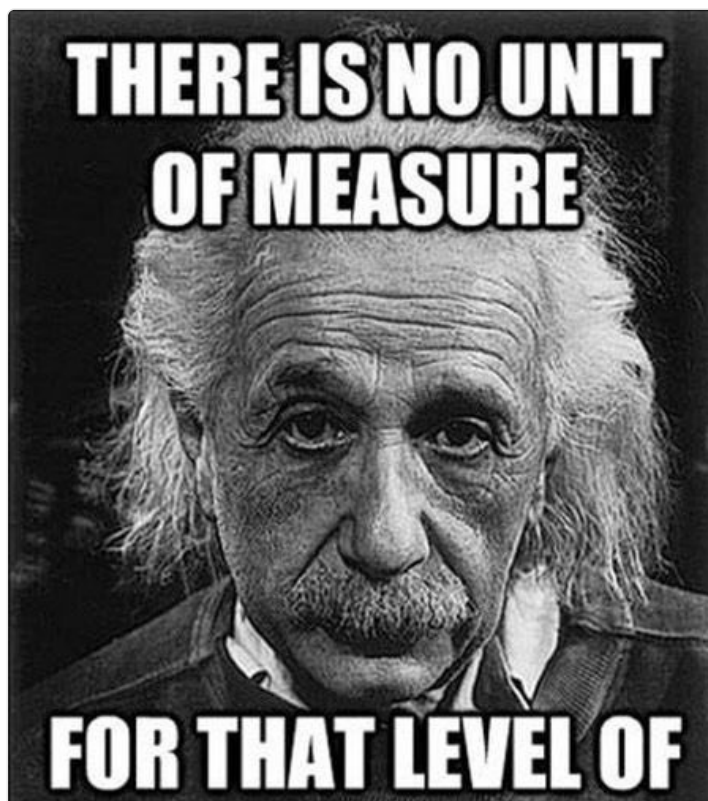 THERE IS NO UNIT
OF MEASURE
FOR THAT LEVEL OF